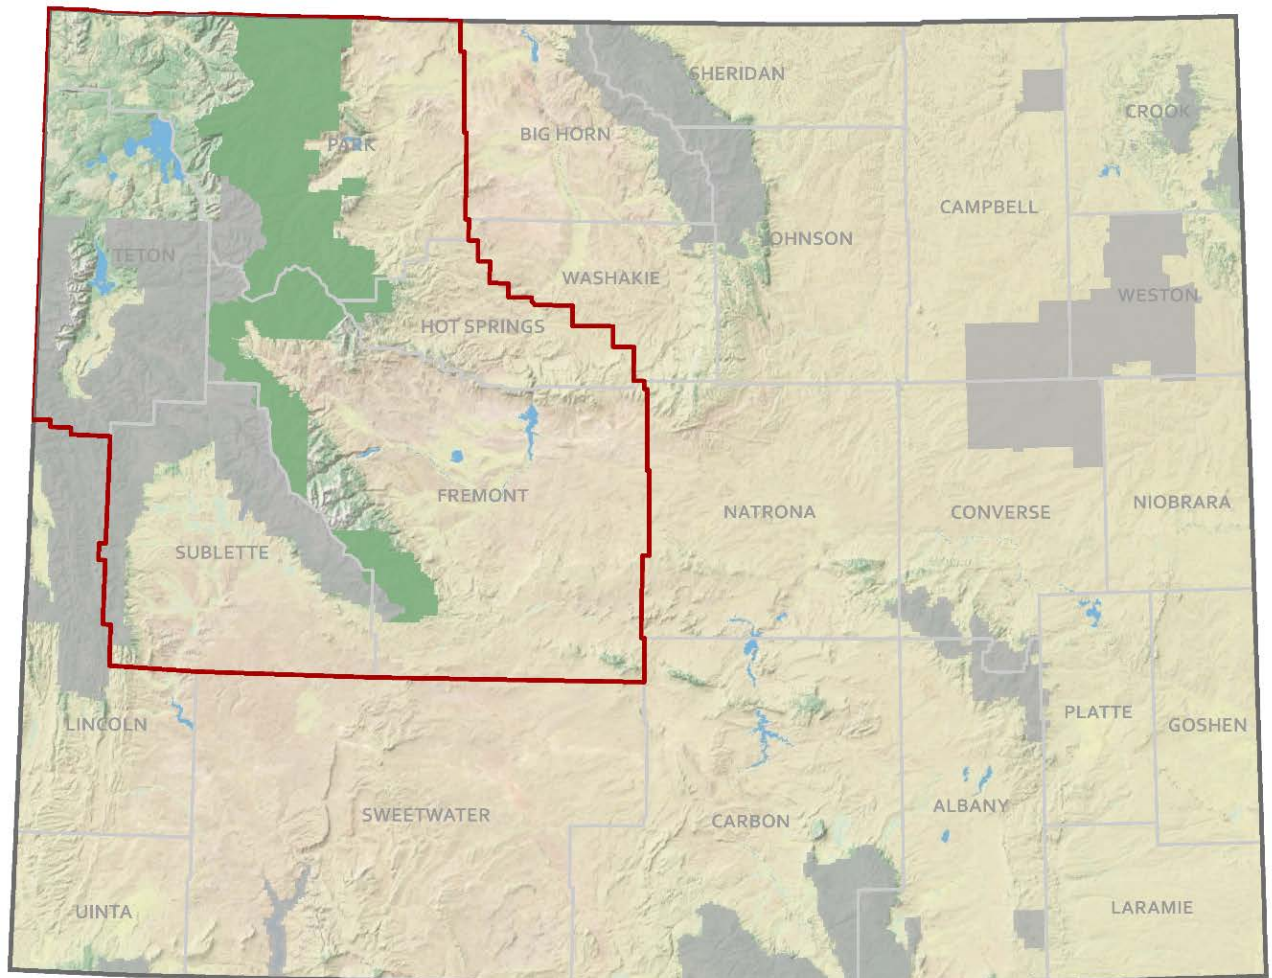 SHERIDAN
CROOK
BIG HORN
PARK
CAMPBELL
OHNSON
TETON
WASHAKIE
WESTON
HOT SPRINGS
FREMONT
NIOBRARA
NATRONA
CONVERSE
SUBLETTE
PLATTE
LINCOLN
GOSHEN
ALBANY
SWEETWATER
CARBON
LARAMIE
UINTA